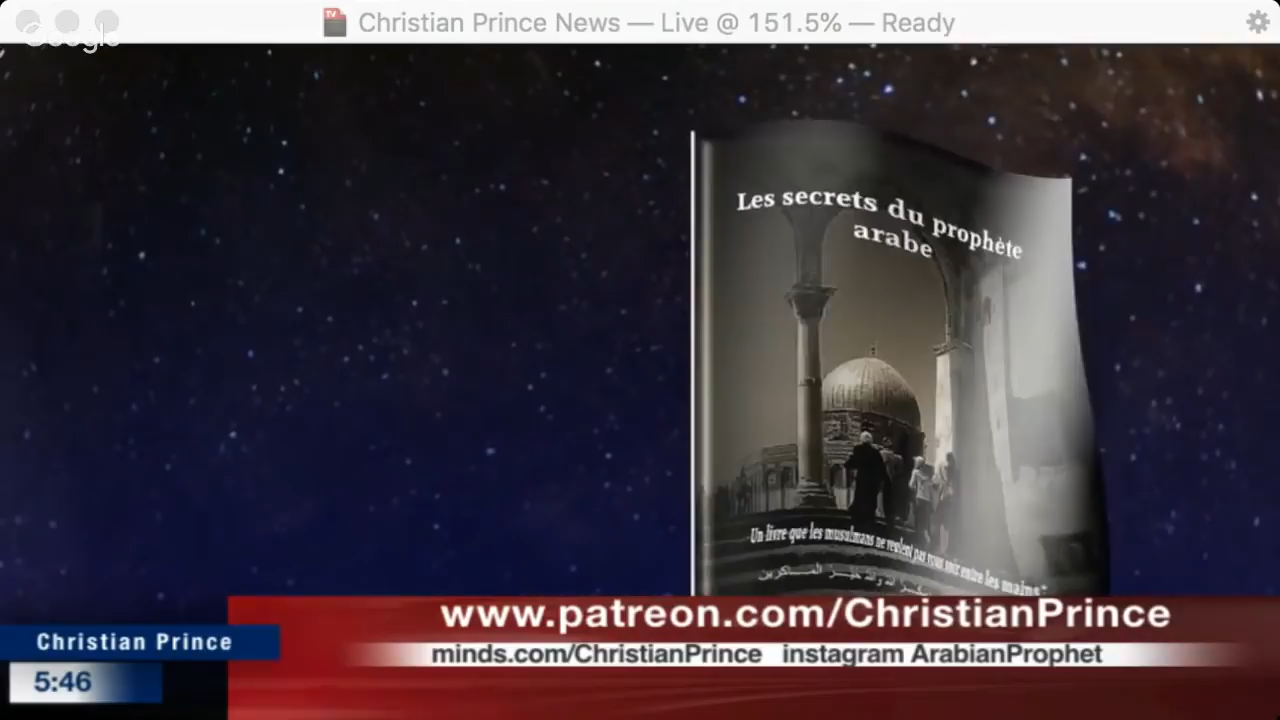 Christian Prince News — Live @ 151.5% — Ready
Google
Les secrets du prophète
arabe
Un livre que les musulmans ne veulent pas vous voir entre les mains"
www.patreon.com/ChristianPrince
Christian Prince
minds.com/ChristianPrince instagram ArabianProphet
5:46